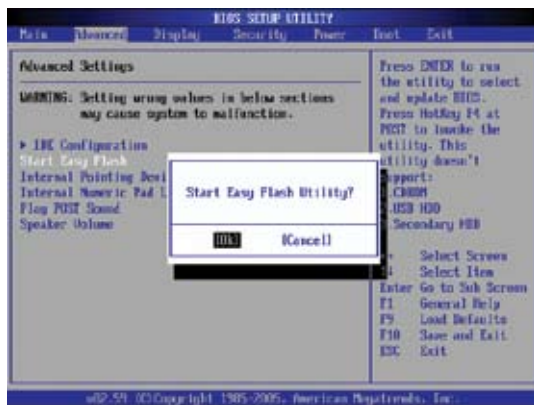 BIOS SETUP UTILITY
Main Advanced Display Security Power Boot Exit
Advanced Settings
WARNING: Setting wrong values in below sections
may cause system to malfunction.
▶ IDE Configuration
Start Easy Flash
Internal Pointing Devi
Internal Numeric Pad L
Play POST Sound
Speaker Volume
Start Easy Flash Utility?
[Ok] [Cancel]
Press ENTER to run
the utility to select
and update BIOS.
Press HotKey F4 at
POST to invoke the
utility. This
utility doesn't
support:
CDROM
USB HDD
Secondary HDD
Select Screen
↑↓ Select Item
Enter Go to Sub Screen
F1 General Help
F9 Load Defaults
F10 Save and Exit
ESC Exit
v02.59 (C)Copyright 1985-2005, American Megatrends, Inc.